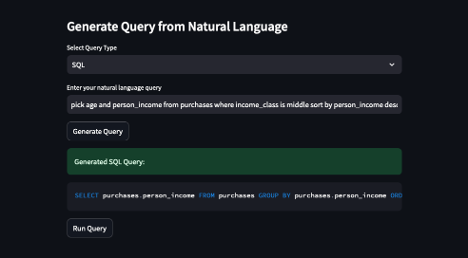 Generate Query from Natural Language
Select Query Type
SQL
Enter your natural language query
pick age and person_income from purchases where income_class is middle sort by person_income desc
Generate Query
Generated SQL Query:
SELECT purchases.person_income FROM purchases GROUP BY purchases.person_income ORD
Run Query